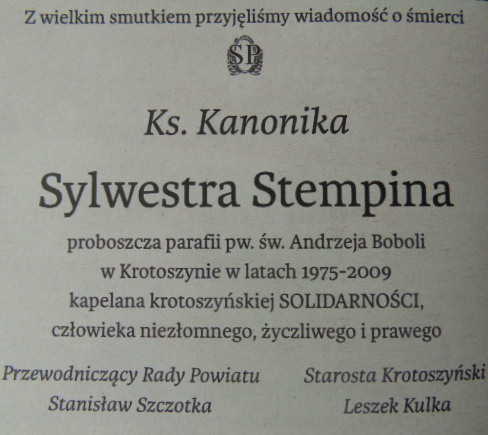 Z wielkim smutkiem przyjęliśmy wiadomość o śmierci
ŚP
Ks. Kanonika
Sylwestra Stempina
proboszcza parafii pw. św. Andrzeja Boboli
w Krotoszynie w latach 1975-2009
kapelana krotoszyńskiej SOLIDARNOŚCI,
człowieka niezłomnego, życzliwego i prawego
Przewodniczący Rady Powiatu
Stanisław Szczotka
Starosta Krotoszyński
Leszek Kulka